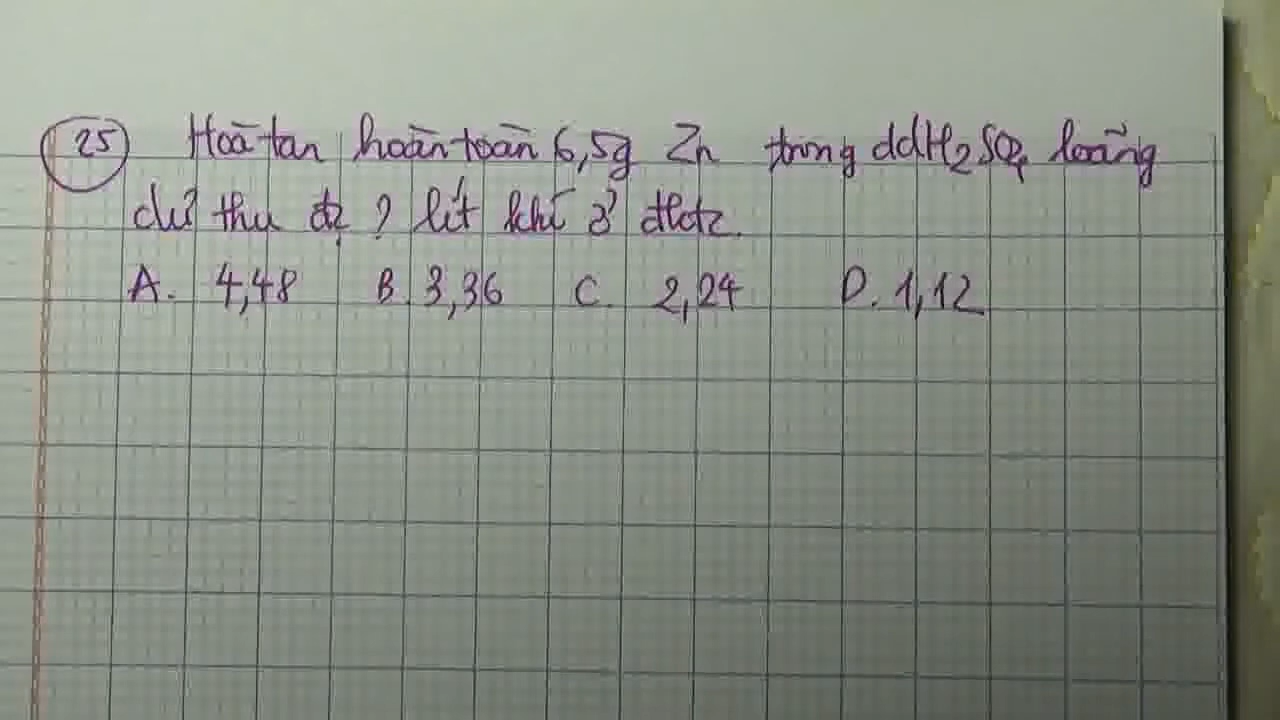 25 Hoà tan hoàn toàn 6,5g Zn trong ddH₂SO₄ loãng
dư thu đc ? lít khí ở đktc.
A. 4,48 B. 3,36 C. 2,24 D. 1,12